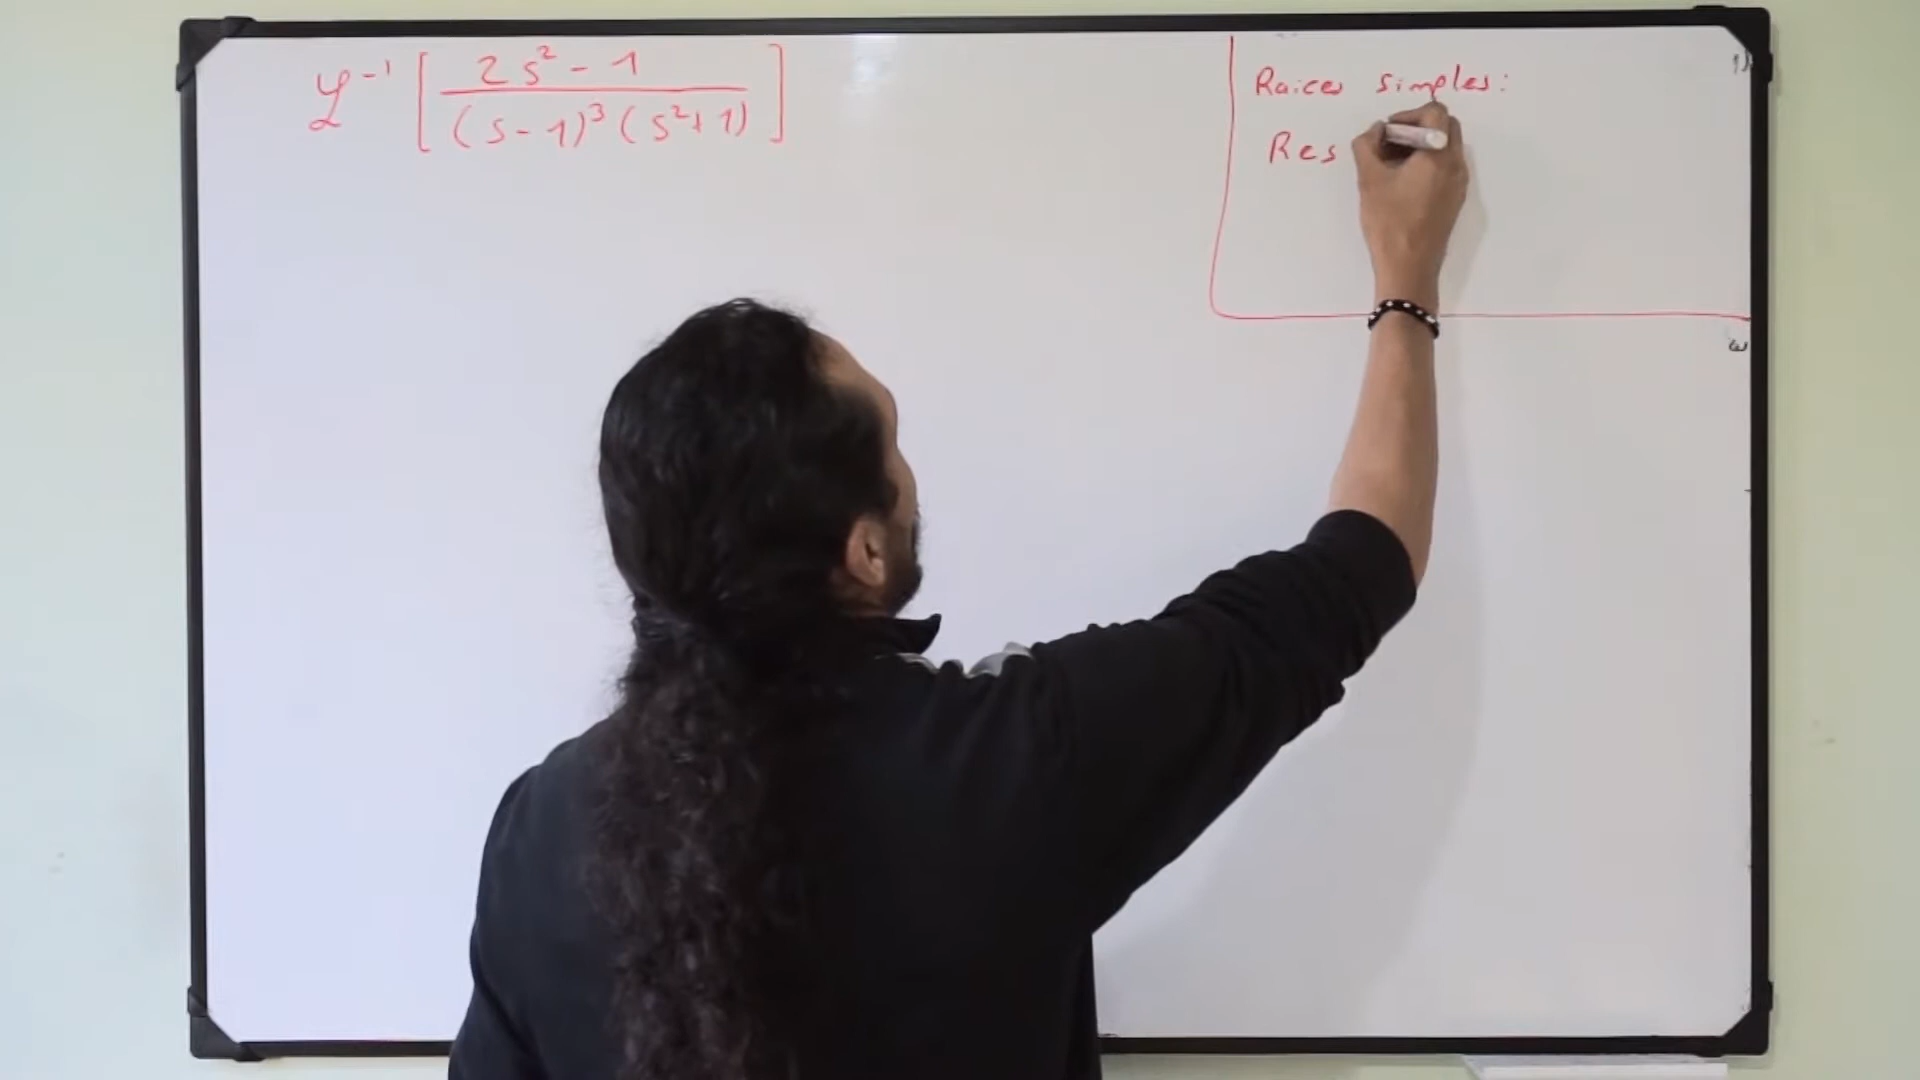 ℒ⁻¹ [ (2s² - 1) / ((s - 1)³ (s² + 1)) ]
Raices simples:
Res